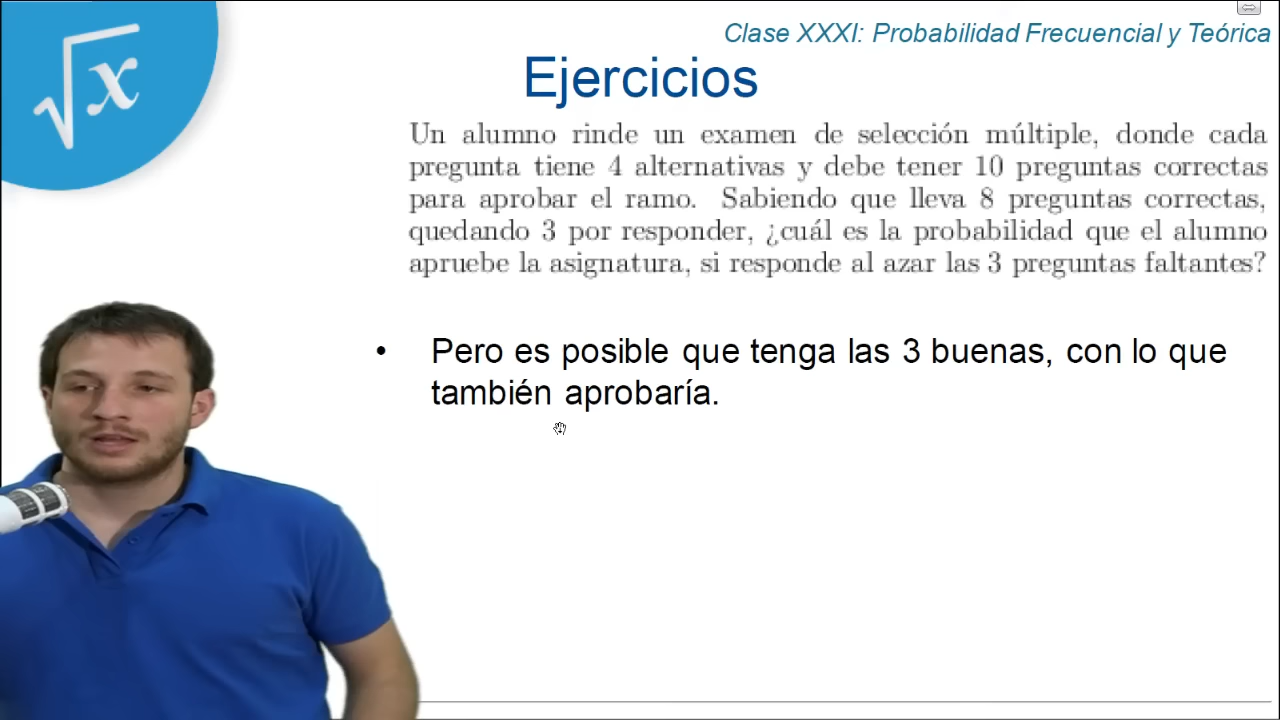 √x
Clase XXXI: Probabilidad Frecuencial y Teórica
Ejercicios
Un alumno rinde un examen de selección múltiple, donde cada
pregunta tiene 4 alternativas y debe tener 10 preguntas correctas
para aprobar el ramo. Sabiendo que lleva 8 preguntas correctas,
quedando 3 por responder, ¿cuál es la probabilidad que el alumno
apruebe la asignatura, si responde al azar las 3 preguntas faltantes?
• Pero es posible que tenga las 3 buenas, con lo que
también aprobaría.